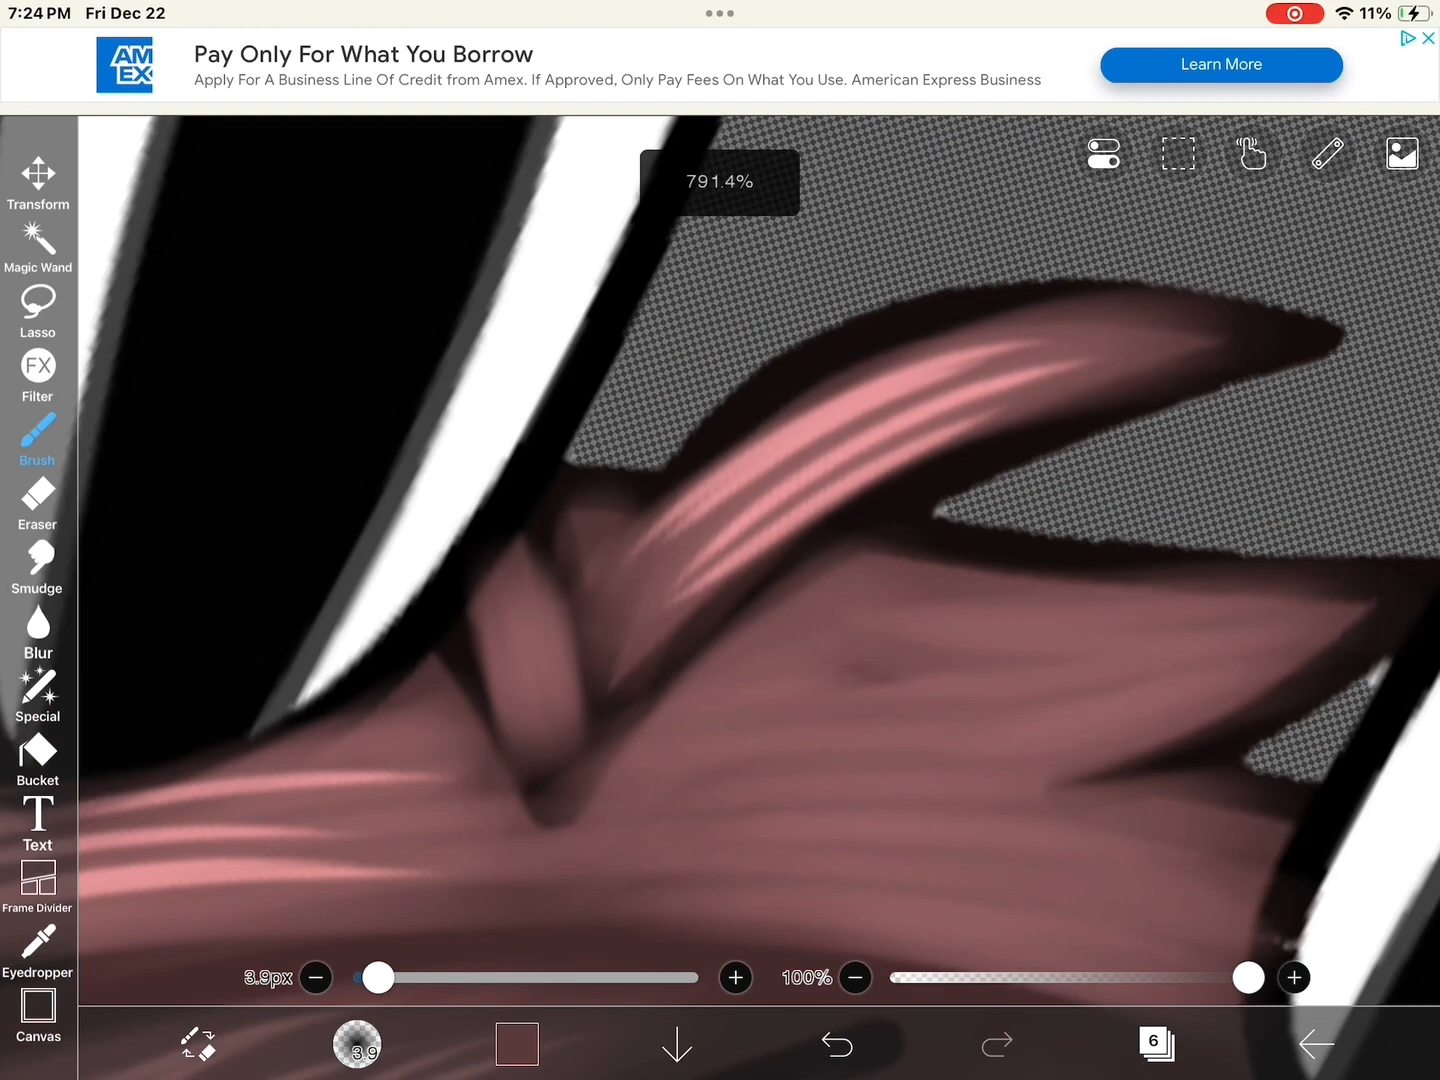 7:24 PM Fri Dec 22
11%
AM
EX
Pay Only For What You Borrow
Apply For A Business Line Of Credit from Amex. If Approved, Only Pay Fees On What You Use. American Express Business
Learn More
791.4%
Transform
Magic Wand
Lasso
FX
Filter
Brush
Eraser
Smudge
Blur
Special
Bucket
T
Text
Frame Divider
Eyedropper
Canvas
3.9px
100%
3.9
6